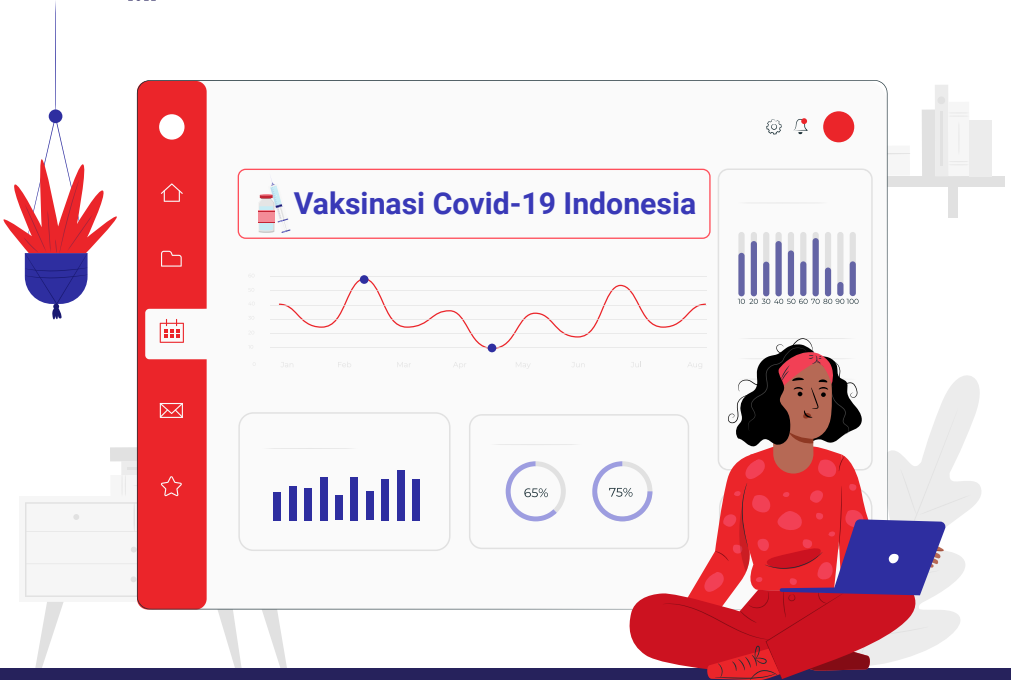 Vaksinasi Covid-19 Indonesia
10 20 30 40 50 60 70 80 90 100
Jan Feb Mar Apr May Jun Jul Aug
65% 75%